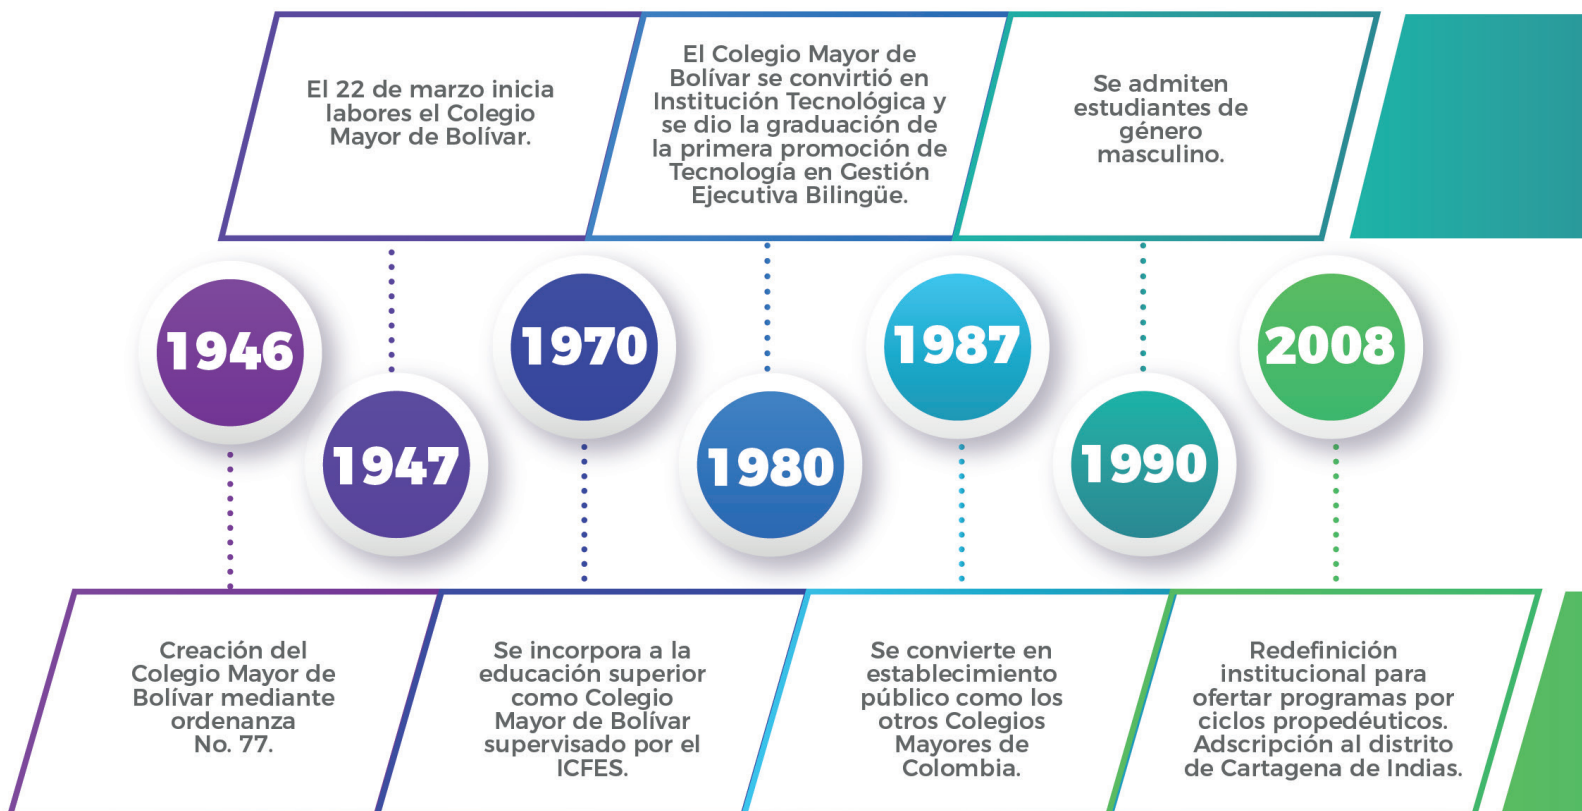 El 22 de marzo inicia
labores el Colegio
Mayor de Bolívar.
El Colegio Mayor de
Bolívar se convirtió en
Institución Tecnológica y
se dio la graduación de
la primera promoción de
Tecnología en Gestión
Ejecutiva Bilingüe.
Se admiten
estudiantes de
género
masculino.
1946
1947
1970
1980
1987
1990
2008
Creación del
Colegio Mayor de
Bolívar mediante
ordenanza
No. 77.
Se incorpora a la
educación superior
como Colegio
Mayor de Bolívar
supervisado por el
ICFES.
Se convierte en
establecimiento
público como los
otros Colegios
Mayores de
Colombia.
Redefinición
institucional para
ofertar programas por
ciclos propedéuticos.
Adscripción al distrito
de Cartagena de Indias.